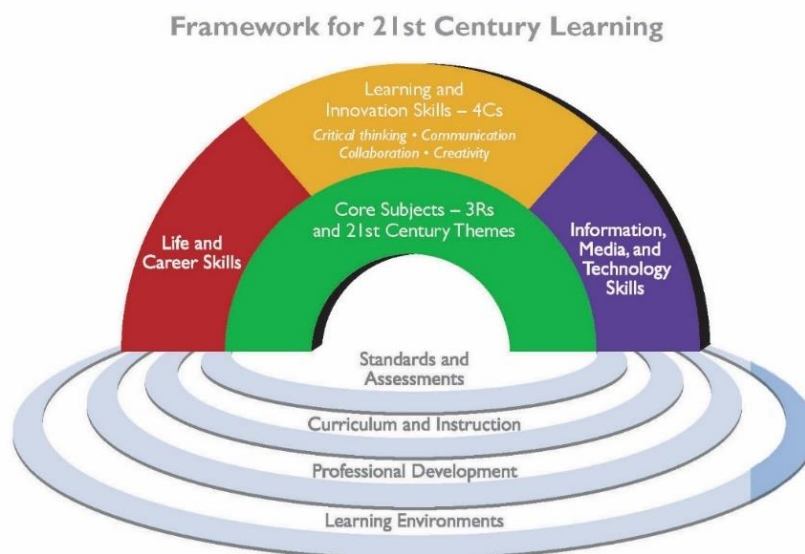 Framework for 21st Century Learning
Learning and
Innovation Skills – 4Cs
Critical thinking • Communication
Collaboration • Creativity
Core Subjects – 3Rs
and 21st Century Themes
Life and
Career Skills
Information,
Media, and
Technology
Skills
Standards and
Assessments
Curriculum and Instruction
Professional Development
Learning Environments